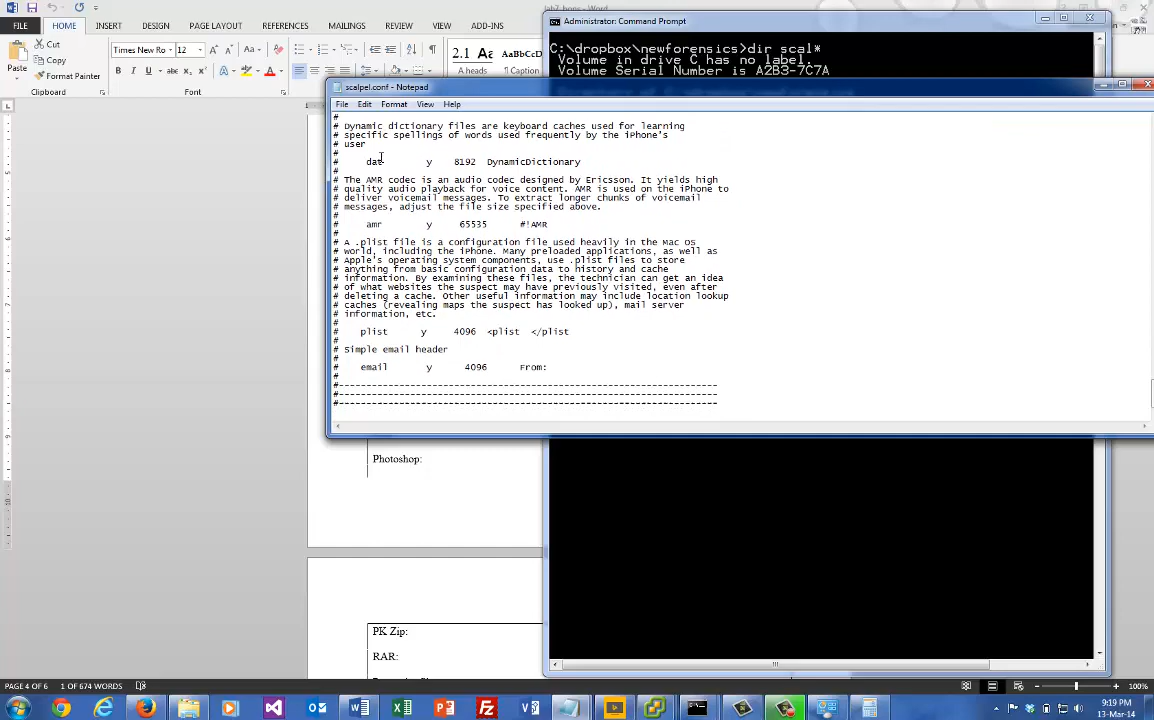 lab7.bons - Word
FILE HOME INSERT DESIGN PAGE LAYOUT REFERENCES MAILINGS REVIEW VIEW ADD-INS
Cut
Copy
Format Painter
Paste
Clipboard
Times New Ro 12
B I U abc x₂ x²
Font
2.1 Aa AaBbCcD
A heads ¶ Caption
Administrator: Command Prompt
C:\dropbox\newforensics>dir scal*
Volume in drive C has no label.
Volume Serial Number is A2B3-7C7A
scalpel.conf - Notepad
File Edit Format View Help
#
# Dynamic dictionary files are keyboard caches used for learning
# specific spellings of words used frequently by the iPhone's
# user
#
# dat y 8192 DynamicDictionary
#
# The AMR codec is an audio codec designed by Ericsson. It yields high
# quality audio playback for voice content. AMR is used on the iPhone to
# deliver voicemail messages. To extract longer chunks of voicemail
# messages, adjust the file size specified above.
#
# amr y 65535 #!AMR
#
# A .plist file is a configuration file used heavily in the Mac OS
# world, including the iPhone. Many preloaded applications, as well as
# Apple's operating system components, use .plist files to store
# anything from basic configuration data to history and cache
# information. By examining these files, the technician can get an idea
# of what websites the suspect may have previously visited, even after
# deleting a cache. Other useful information may include location lookup
# caches (revealing maps the suspect has looked up), mail server
# information, etc.
#
# plist y 4096 <plist </plist
#
# Simple email header
#
# email y 4096 From:
#
#---------------------------------------------------------------------
#---------------------------------------------------------------------
#---------------------------------------------------------------------
Photoshop:
PK Zip:
RAR:
PAGE 4 OF 6 1 OF 674 WORDS
100%
9:19 PM
13-Mar-14